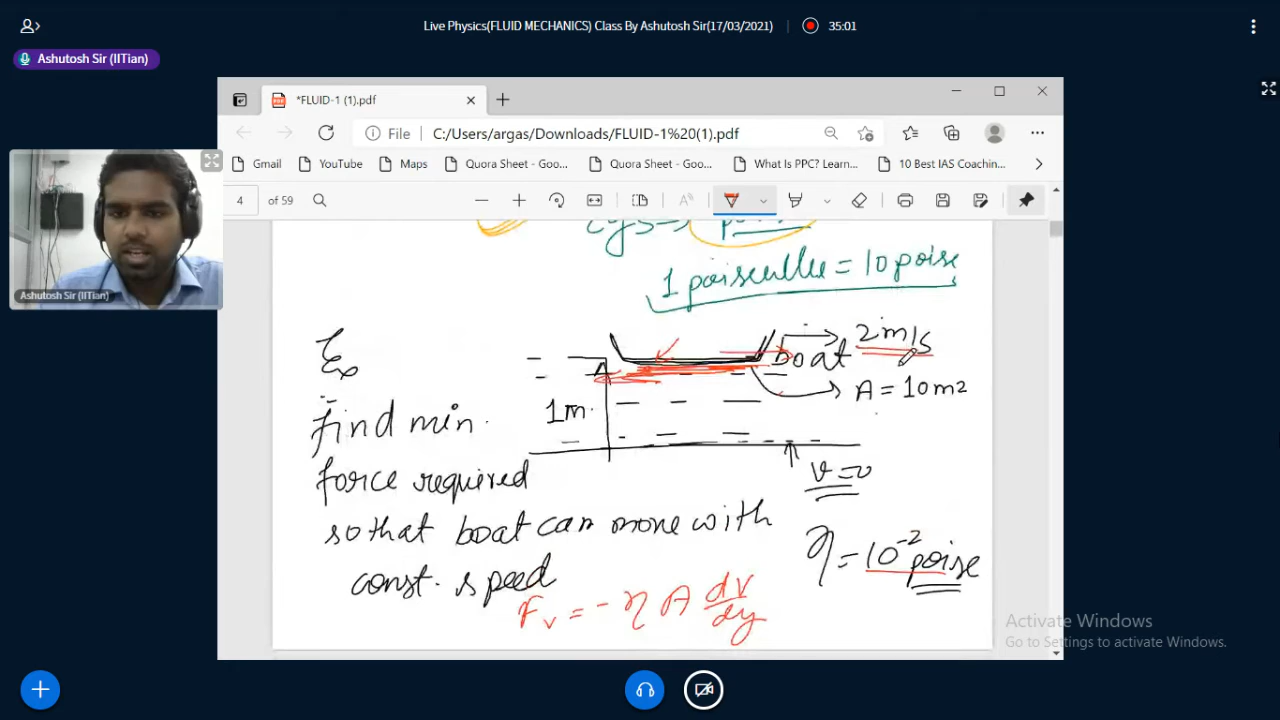 Live Physics(FLUID MECHANICS) Class By Ashutosh Sir(17/03/2021)
35:01
Ashutosh Sir (IITian)
*FLUID-1 (1).pdf
File
C:/Users/argas/Downloads/FLUID-1%20(1).pdf
Gmail
YouTube
Maps
Quora Sheet - Goo...
Quora Sheet - Goo...
What Is PPC? Learn...
10 Best IAS Coachin...
4 of 59
Ashutosh Sir (IITian)
1 poiseuille = 10 poise
Ex
boat 2 m/s
A = 10 m2
1m.
find min.
force required
v = 0
so that boat can move with
η = 10⁻² poise
const. speed
Fv = - η A dv/dy
Activate Windows
Go to Settings to activate Windows.